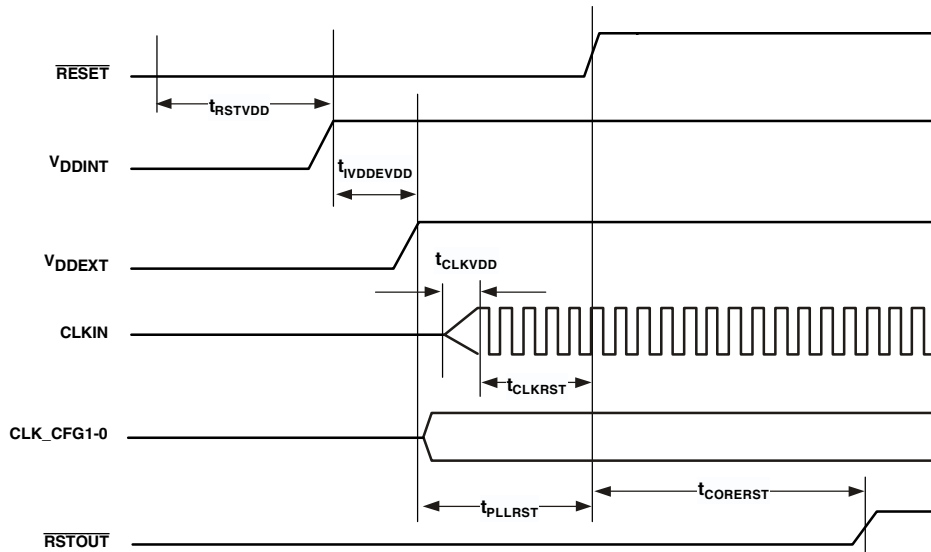 RESET
tRSTVDD
VDDINT
tIVDDEVDD
VDDEXT
tCLKVDD
CLKIN
tCLKRST
CLK_CFG1-0
tCORERST
tPLLRST
RSTOUT